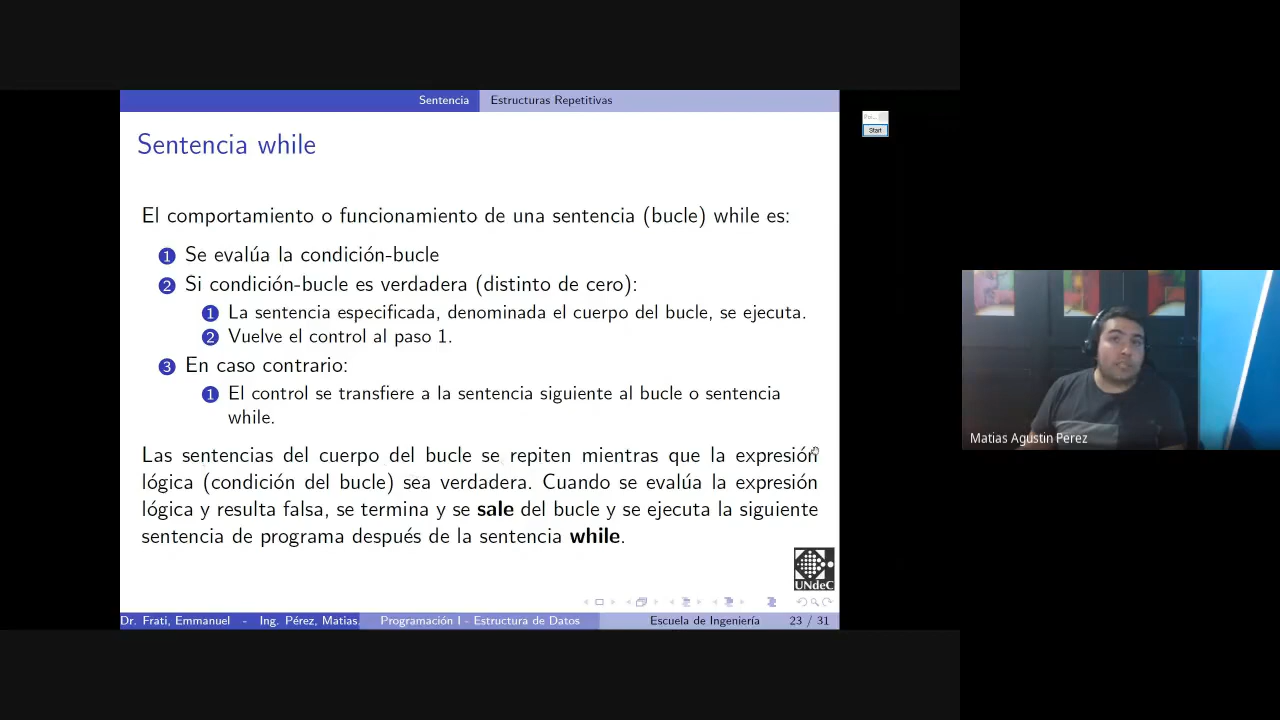 Sentencia Estructuras Repetitivas
Sentencia while
El comportamiento o funcionamiento de una sentencia (bucle) while es:
1 Se evalúa la condición-bucle
2 Si condición-bucle es verdadera (distinto de cero):
1 La sentencia especificada, denominada el cuerpo del bucle, se ejecuta.
2 Vuelve el control al paso 1.
3 En caso contrario:
1 El control se transfiere a la sentencia siguiente al bucle o sentencia
while.
Las sentencias del cuerpo del bucle se repiten mientras que la expresión
lógica (condición del bucle) sea verdadera. Cuando se evalúa la expresión
lógica y resulta falsa, se termina y se sale del bucle y se ejecuta la siguiente
sentencia de programa después de la sentencia while.
UNdeC
Dr. Frati, Emmanuel - Ing. Pérez, Matias. Programación I - Estructura de Datos Escuela de Ingeniería 23 / 31
Start
Matias Agustin Perez